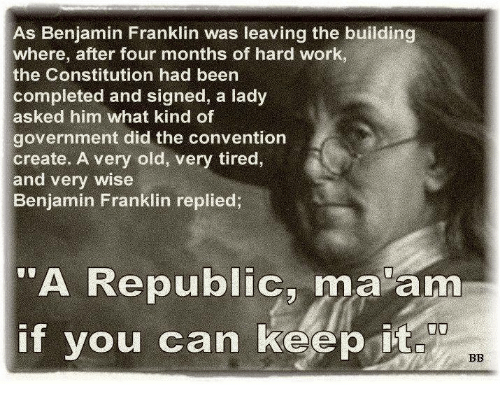 As Benjamin Franklin was leaving the building
where, after four months of hard work,
the Constitution had been
completed and signed, a lady
asked him what kind of
government did the convention
create. A very old, very tired,
and very wise
Benjamin Franklin replied;
"A Republic, ma'am
if you can keep it."
BB